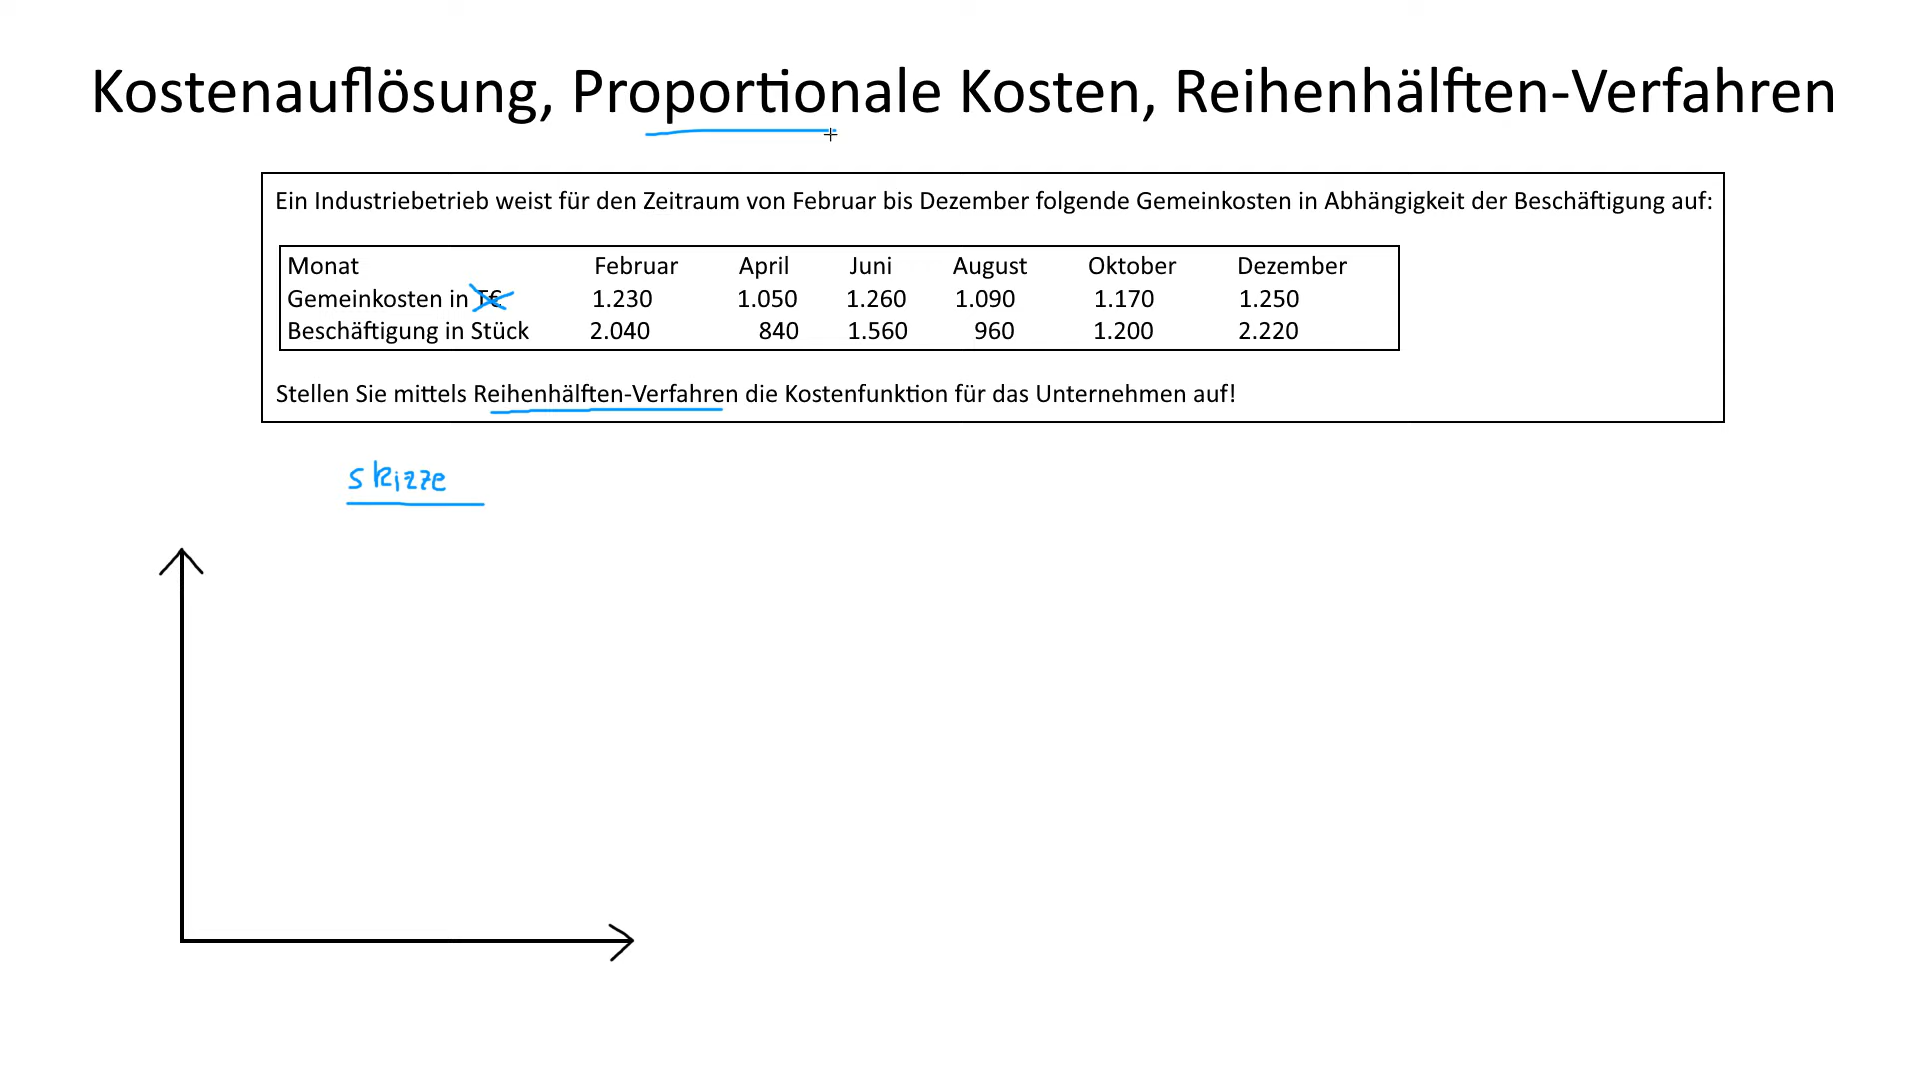 Kostenauflösung, Proportionale Kosten, Reihenhälften-Verfahren
Ein Industriebetrieb weist für den Zeitraum von Februar bis Dezember folgende Gemeinkosten in Abhängigkeit der Beschäftigung auf:
Monat Februar April Juni August Oktober Dezember
Gemeinkosten in T€ 1.230 1.050 1.260 1.090 1.170 1.250
Beschäftigung in Stück 2.040 840 1.560 960 1.200 2.220
Stellen Sie mittels Reihenhälften-Verfahren die Kostenfunktion für das Unternehmen auf!
skizze